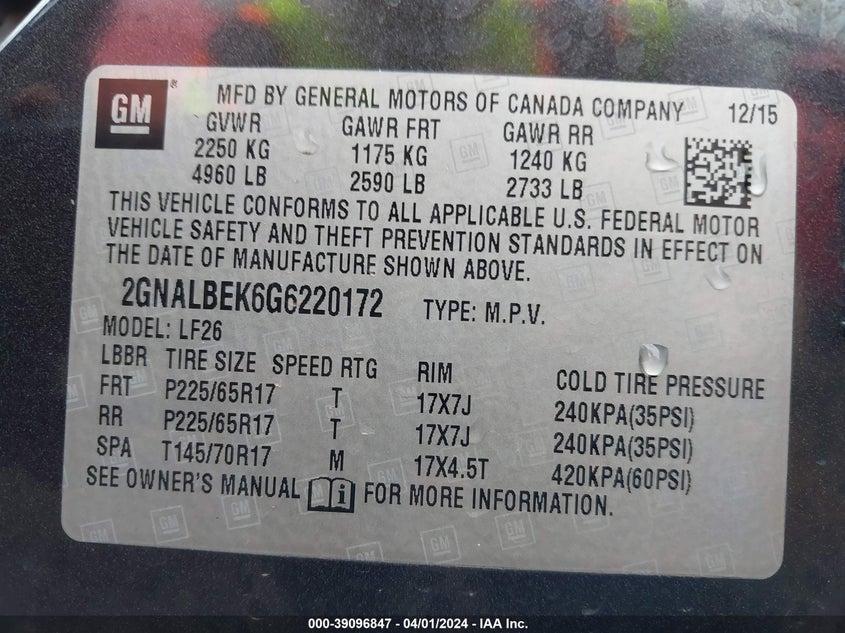 GM ® MFD BY GENERAL MOTORS OF CANADA COMPANY 12/15
GVWR GAWR FRT GAWR RR
2250 KG 1175 KG 1240 KG
4960 LB 2590 LB 2733 LB
THIS VEHICLE CONFORMS TO ALL APPLICABLE U.S. FEDERAL MOTOR
VEHICLE SAFETY AND THEFT PREVENTION STANDARDS IN EFFECT ON
THE DATE OF MANUFACTURE SHOWN ABOVE.
2GNALBEK6G6220172 TYPE: M.P.V.
MODEL: LF26
LBBR TIRE SIZE SPEED RTG RIM COLD TIRE PRESSURE
FRT P225/65R17 T 17X7J 240KPA(35PSI)
RR P225/65R17 T 17X7J 240KPA(35PSI)
SPA T145/70R17 M 17X4.5T 420KPA(60PSI)
SEE OWNER'S MANUAL i FOR MORE INFORMATION.
000-39096847 / 04/01/2024 - IAA Inc.